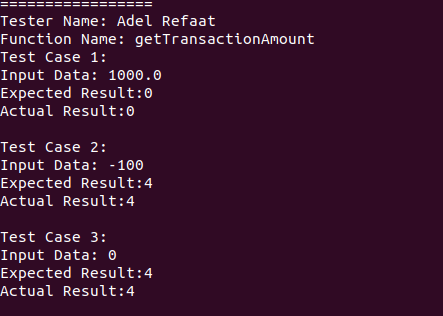 =================
Tester Name: Adel Refaat
Function Name: getTransactionAmount
Test Case 1:
Input Data: 1000.0
Expected Result:0
Actual Result:0

Test Case 2:
Input Data: -100
Expected Result:4
Actual Result:4

Test Case 3:
Input Data: 0
Expected Result:4
Actual Result:4